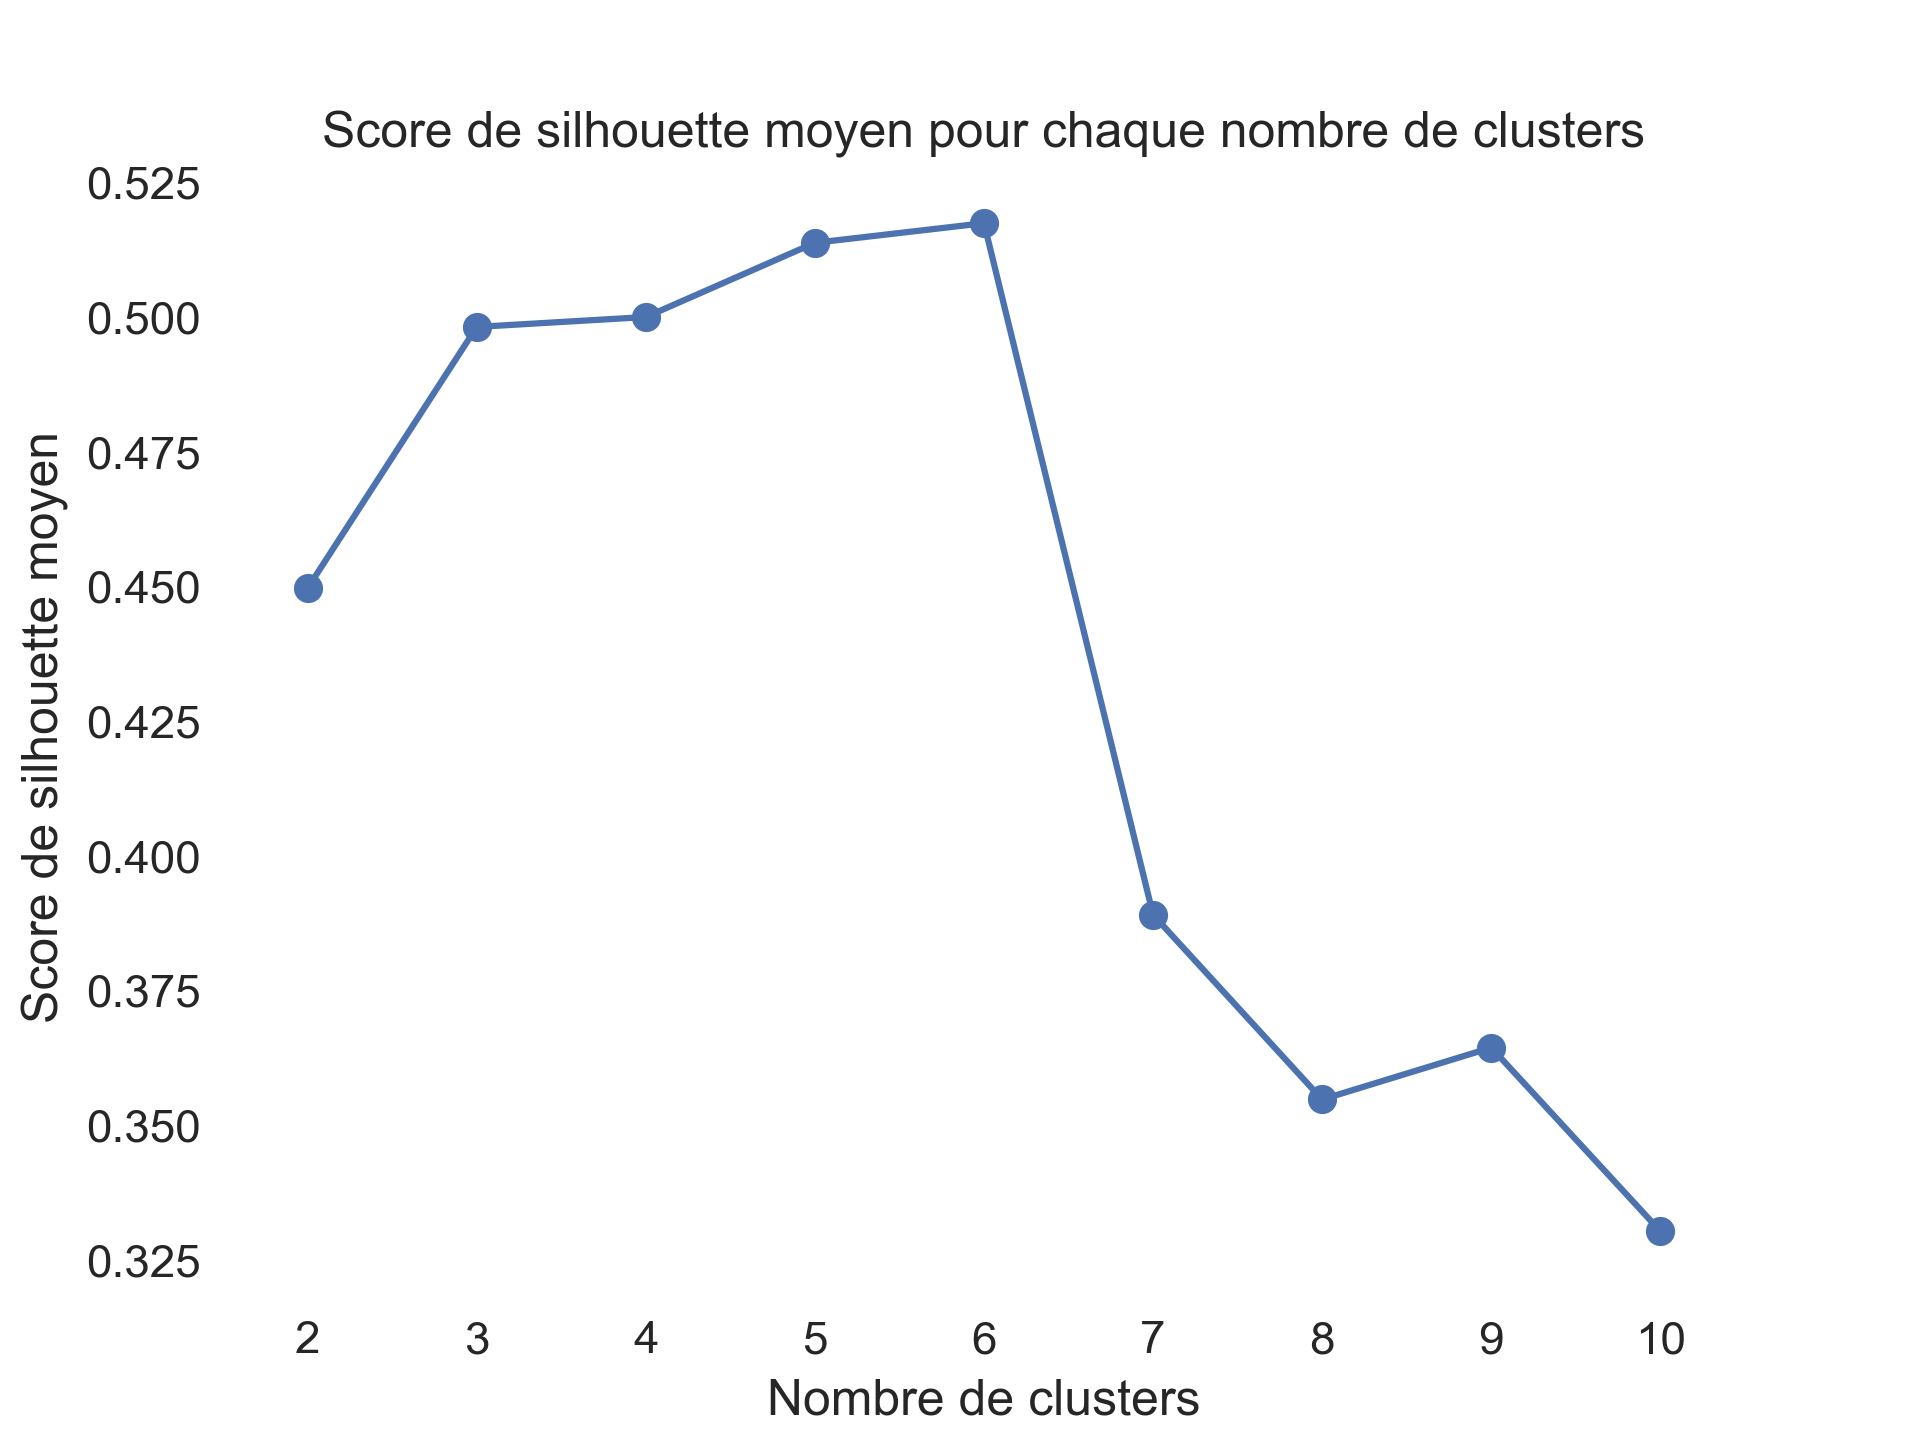 Score de silhouette moyen pour chaque nombre de clusters
Score de silhouette moyen
0.525
0.500
0.475
0.450
0.425
0.400
0.375
0.350
0.325
2 3 4 5 6 7 8 9 10
Nombre de clusters